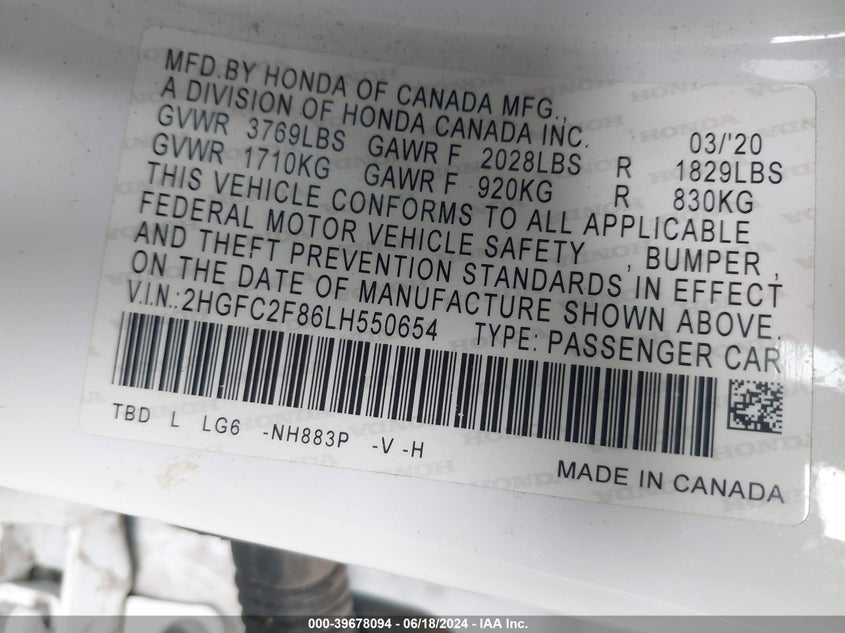 MFD.BY HONDA OF CANADA MFG.,
A DIVISION OF HONDA CANADA INC. 03/'20
GVWR 3769LBS GAWR F 2028LBS R 1829LBS
GVWR 1710KG GAWR F 920KG R 830KG
THIS VEHICLE CONFORMS TO ALL APPLICABLE
FEDERAL MOTOR VEHICLE SAFETY , BUMPER ,
AND THEFT PREVENTION STANDARDS IN EFFECT
ON THE DATE OF MANUFACTURE SHOWN ABOVE.
V.I.N.:2HGFC2F86LH550654 TYPE: PASSENGER CAR
TBD L LG6 -NH883P -V -H
MADE IN CANADA
000-39678094 - 06/18/2024 - IAA Inc.